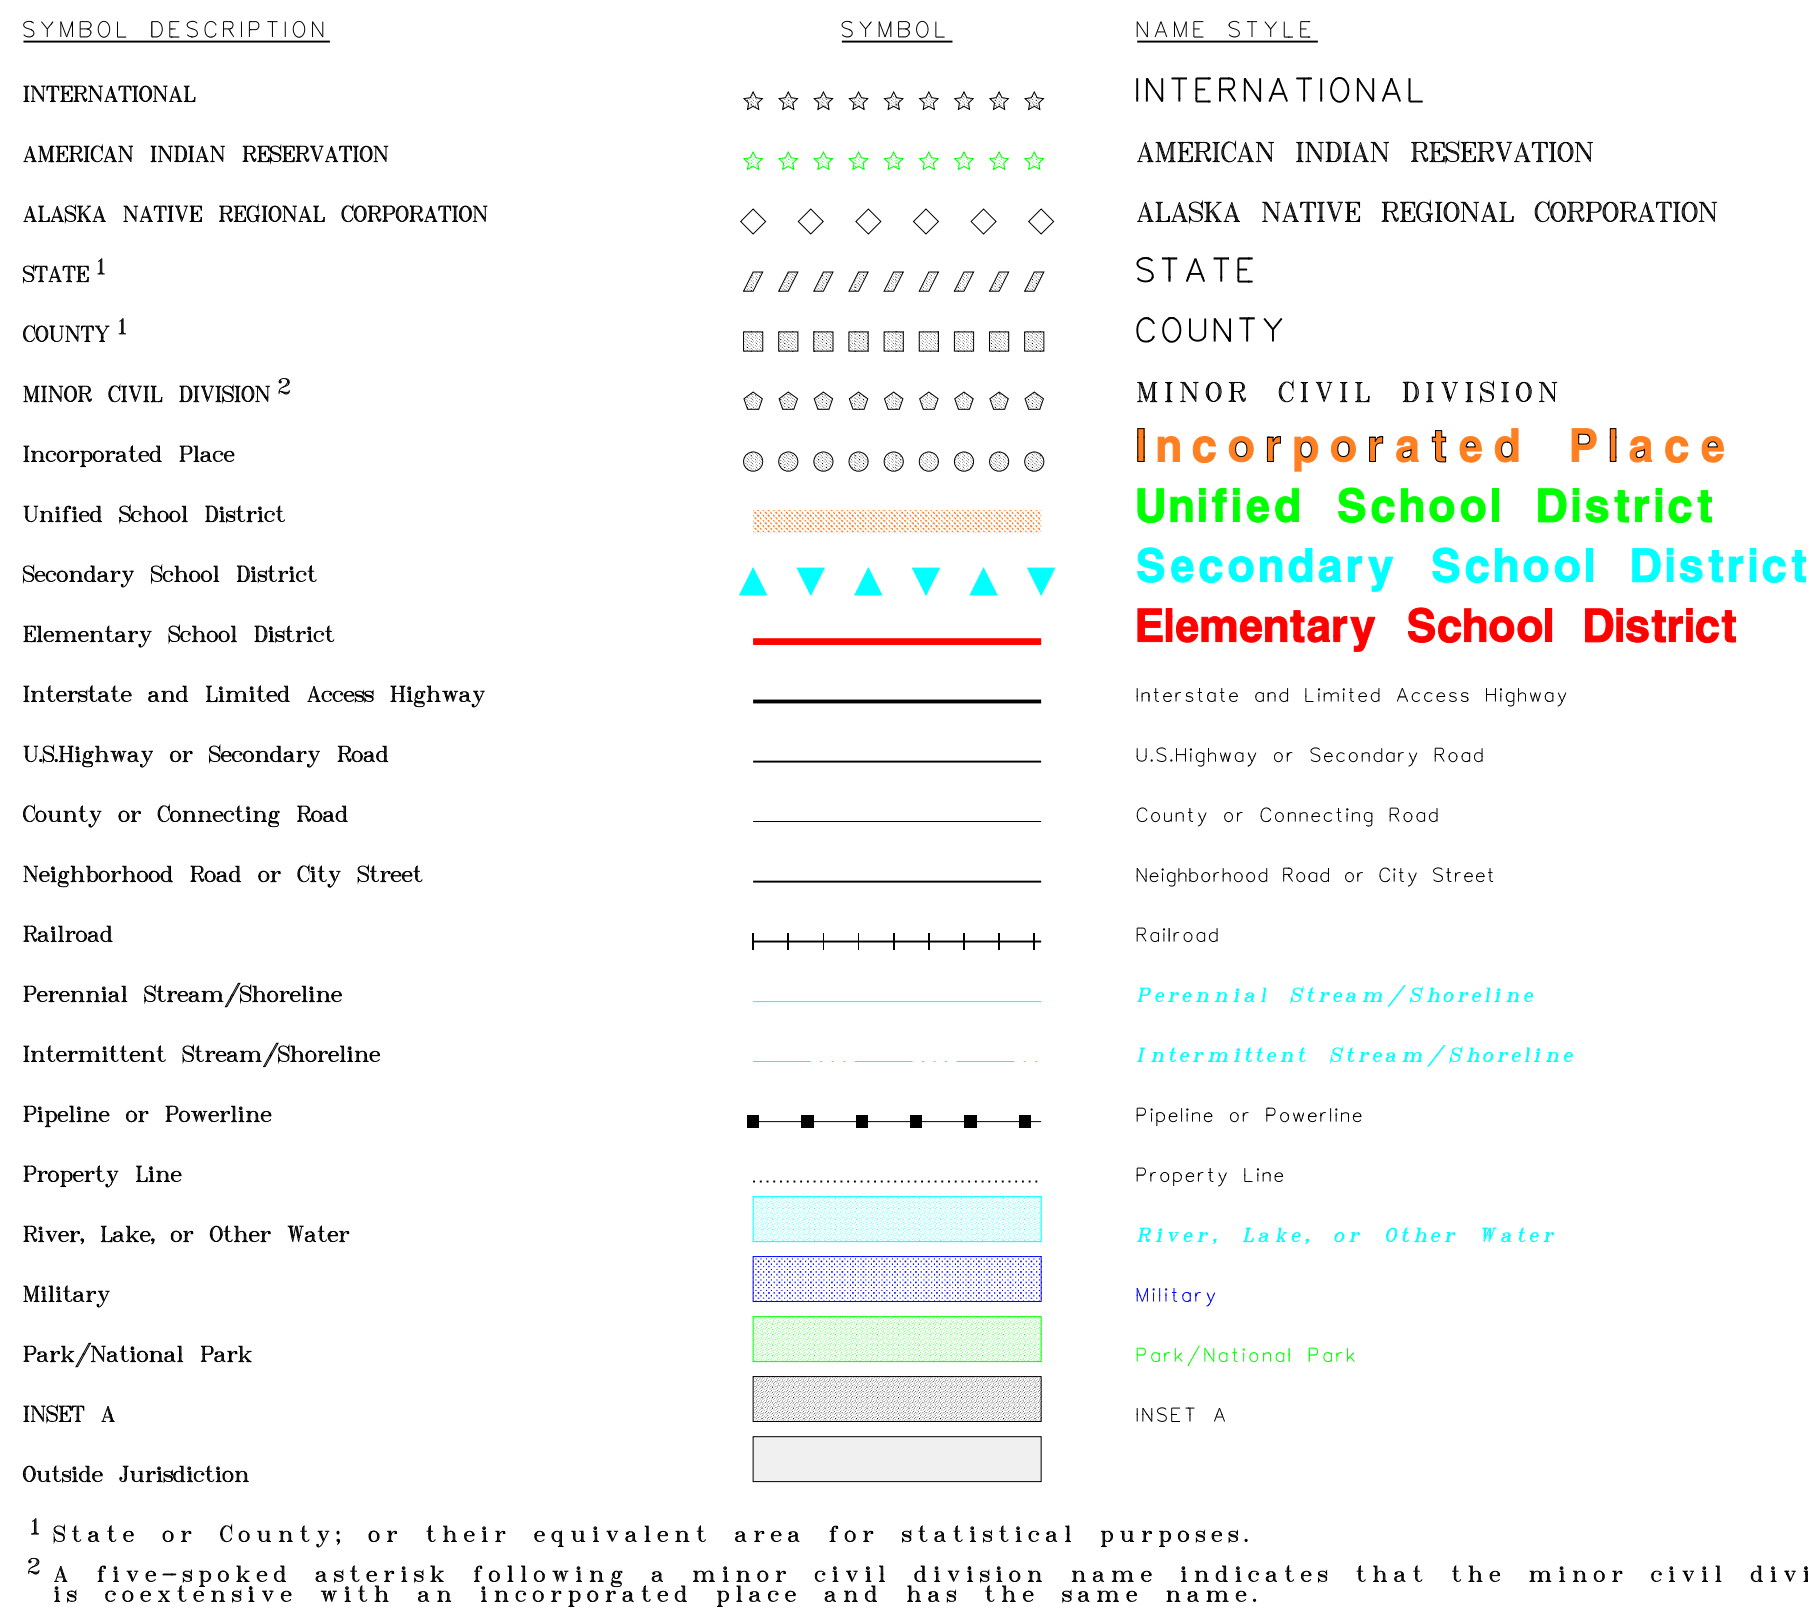 SYMBOL DESCRIPTION SYMBOL NAME STYLE
INTERNATIONAL INTERNATIONAL
AMERICAN INDIAN RESERVATION AMERICAN INDIAN RESERVATION
ALASKA NATIVE REGIONAL CORPORATION ALASKA NATIVE REGIONAL CORPORATION
STATE 1 STATE
COUNTY 1 COUNTY
MINOR CIVIL DIVISION 2 MINOR CIVIL DIVISION
Incorporated Place Incorporated Place
Unified School District Unified School District
Secondary School District Secondary School District
Elementary School District Elementary School District
Interstate and Limited Access Highway Interstate and Limited Access Highway
U.S.Highway or Secondary Road U.S.Highway or Secondary Road
County or Connecting Road County or Connecting Road
Neighborhood Road or City Street Neighborhood Road or City Street
Railroad Railroad
Perennial Stream/Shoreline Perennial Stream/Shoreline
Intermittent Stream/Shoreline Intermittent Stream/Shoreline
Pipeline or Powerline Pipeline or Powerline
Property Line Property Line
River, Lake, or Other Water River, Lake, or Other Water
Military Military
Park/National Park Park/National Park
INSET A INSET A
Outside Jurisdiction
1 State or County; or their equivalent area for statistical purposes.
2 A five-spoked asterisk following a minor civil division name indicates that the minor civil divi
is coextensive with an incorporated place and has the same name.